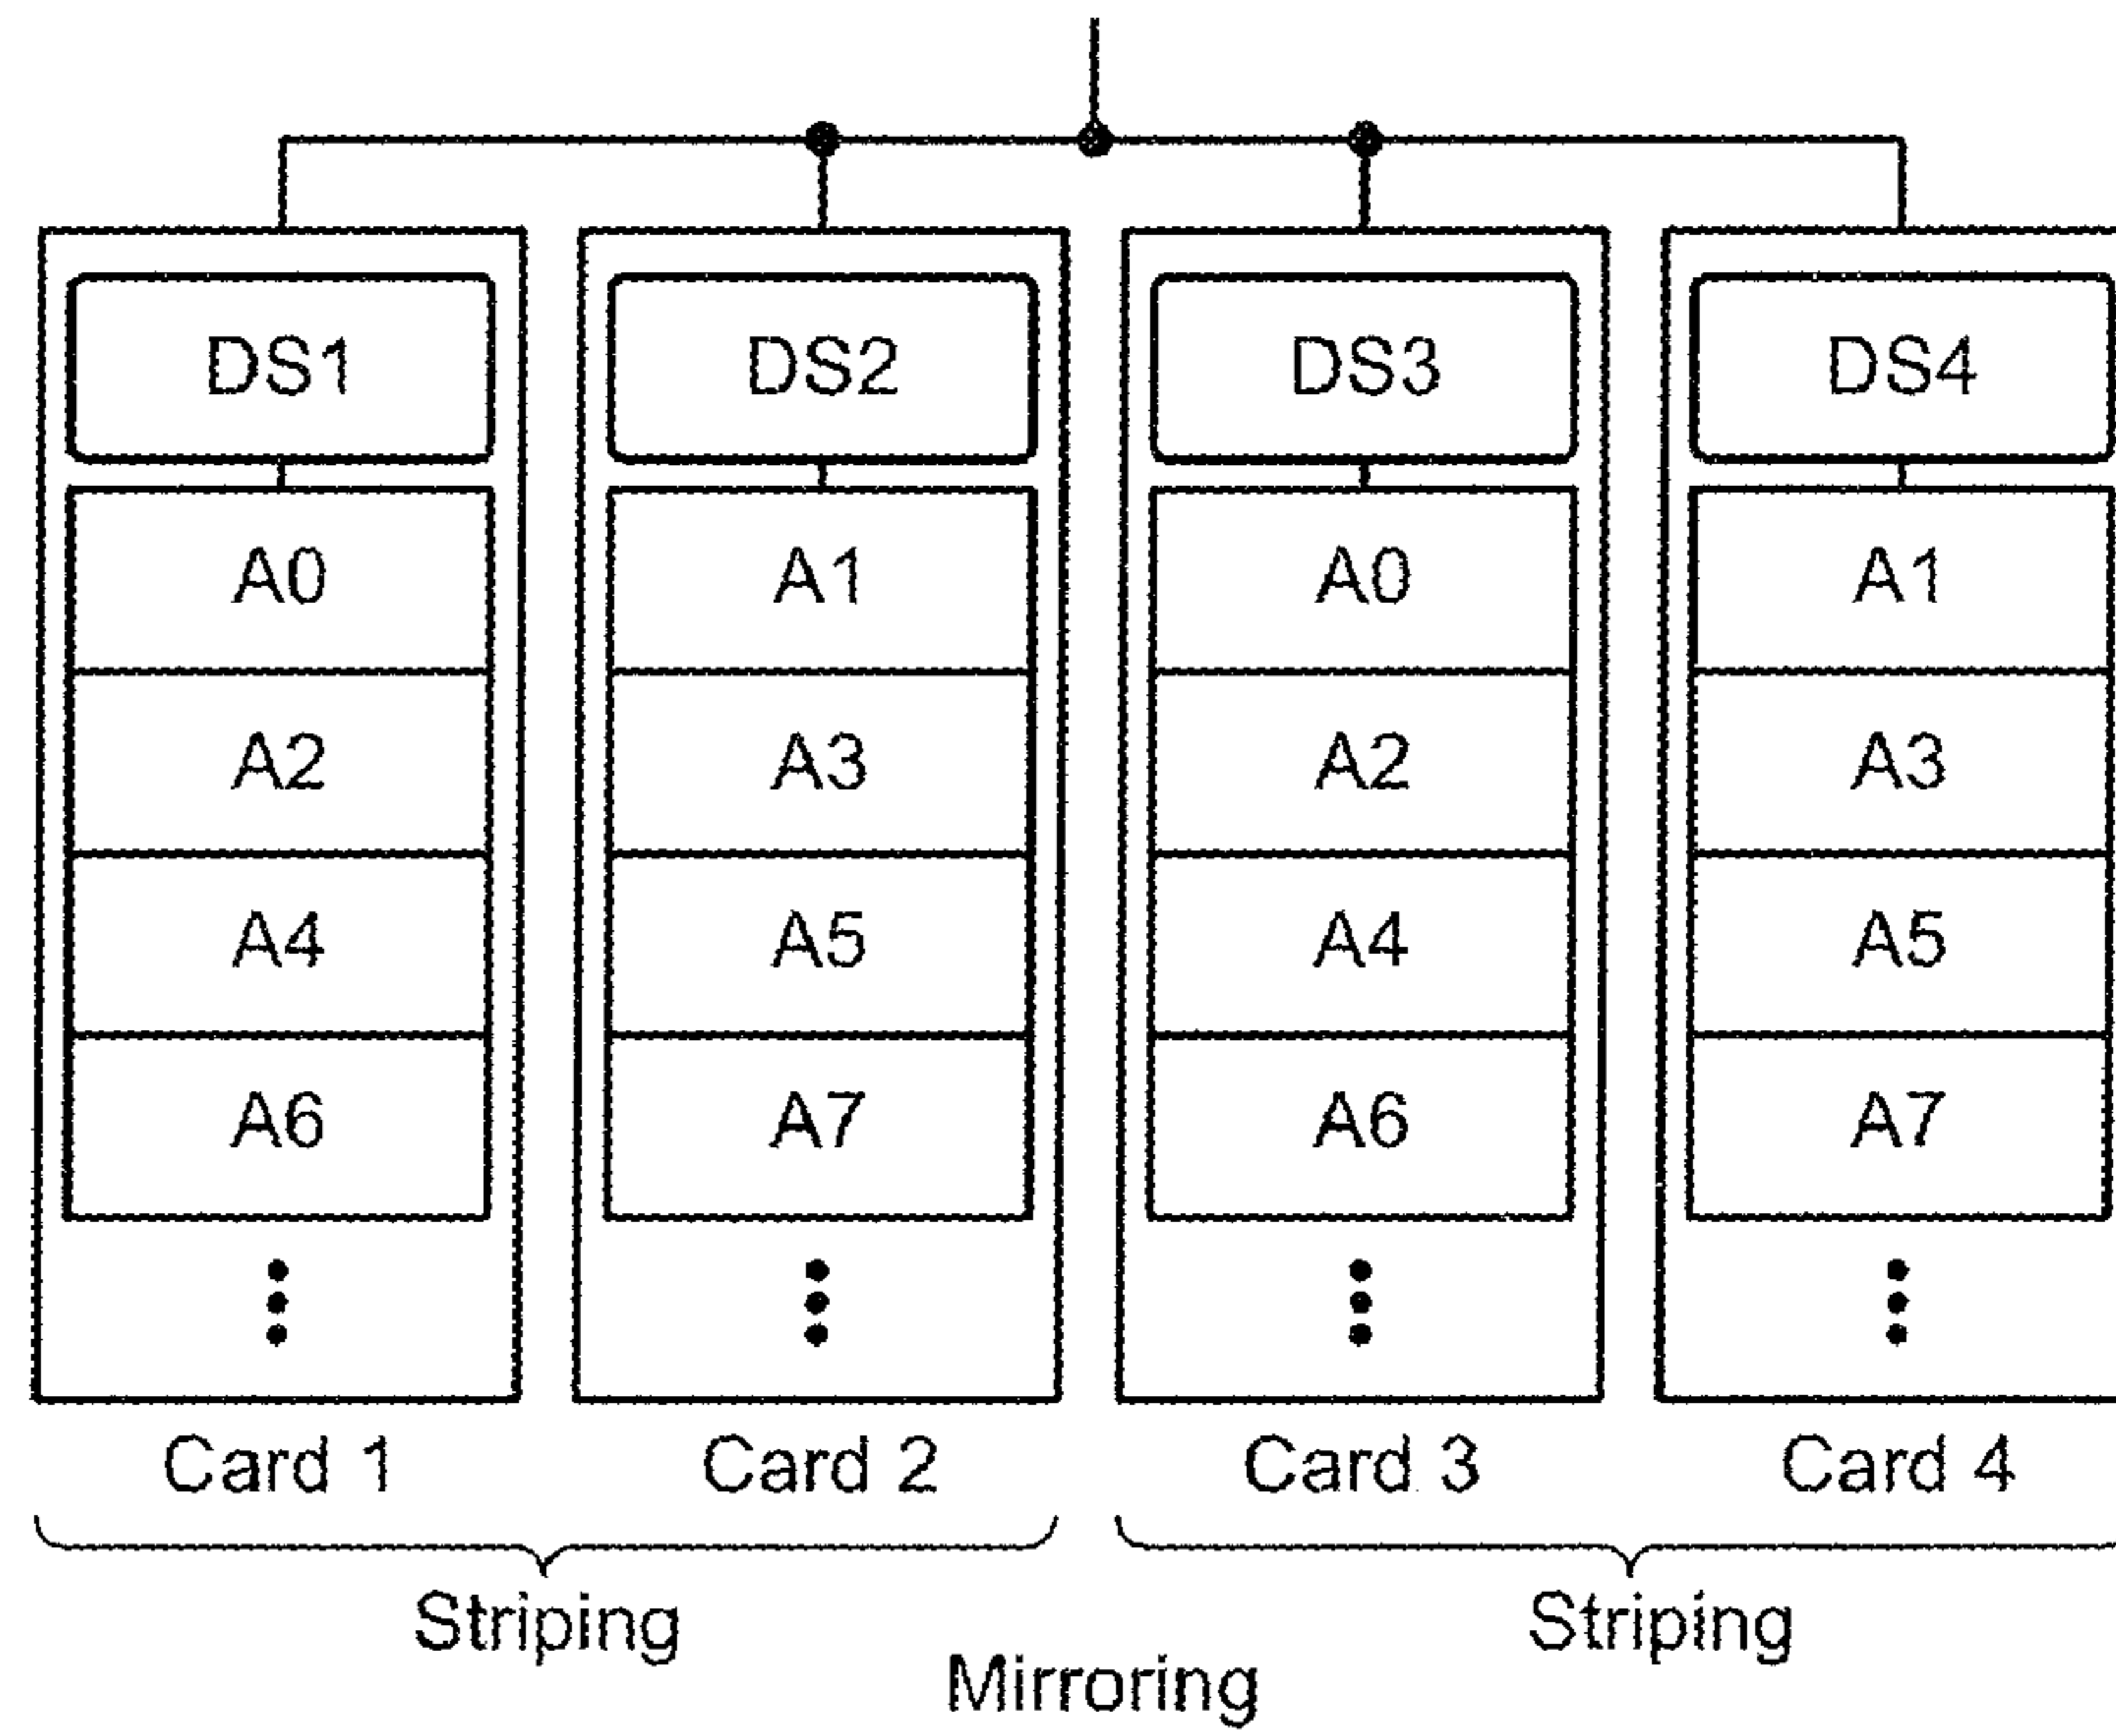 DS1 DS2 DS3 DS4
A0 A1 A0 A1
A2 A3 A2 A3
A4 A5 A4 A5
A6 A7 A6 A7
Card 1 Card 2 Card 3 Card 4
Striping Striping
Mirroring